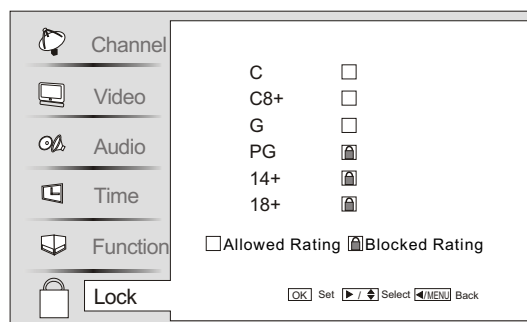 Channel
Video
Audio
Time
Function
Lock
C
C8+
G
PG
14+
18+
Allowed Rating Blocked Rating
OK Set / Select /MENU Back